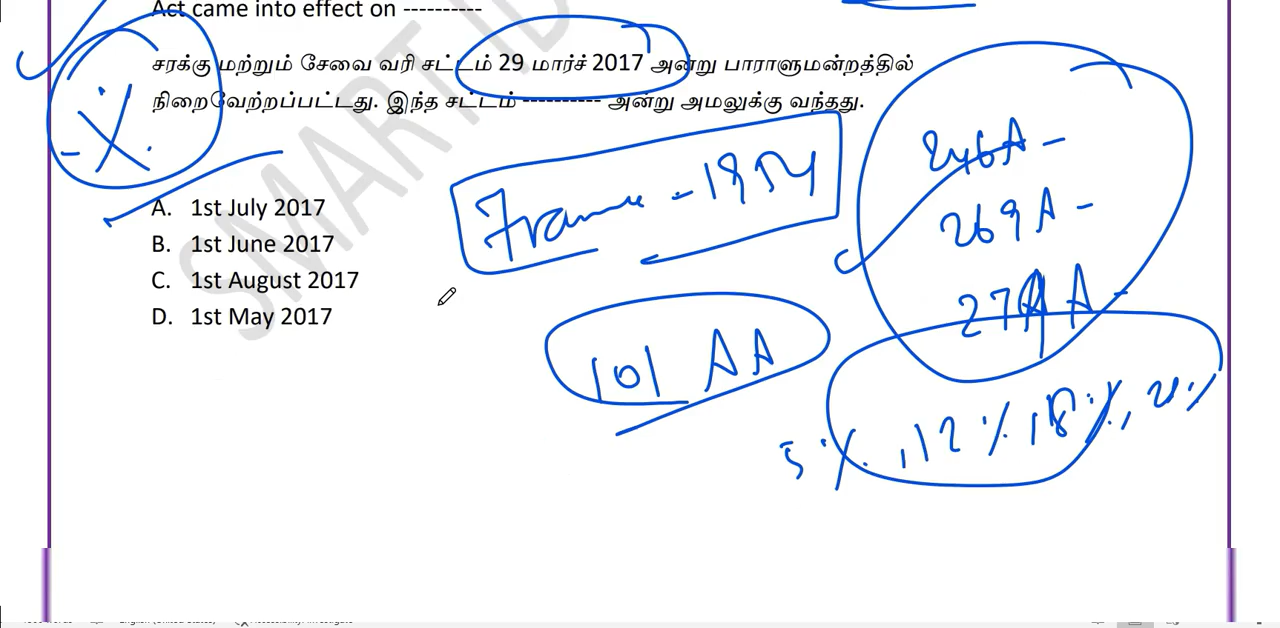 Act came into effect on ----------
சரக்கு மற்றும் சேவை வரி சட்டம் 29 மார்ச் 2017 அன்று பாராளுமன்றத்தில்
நிறைவேற்றப்பட்டது. இந்த சட்டம் ---------- அன்று அமலுக்கு வந்தது.
A. 1st July 2017
B. 1st June 2017
C. 1st August 2017
D. 1st May 2017
France - 1954
246A -
269A -
279A -
101 AA
5%, 12%, 18%, 28%
SMART